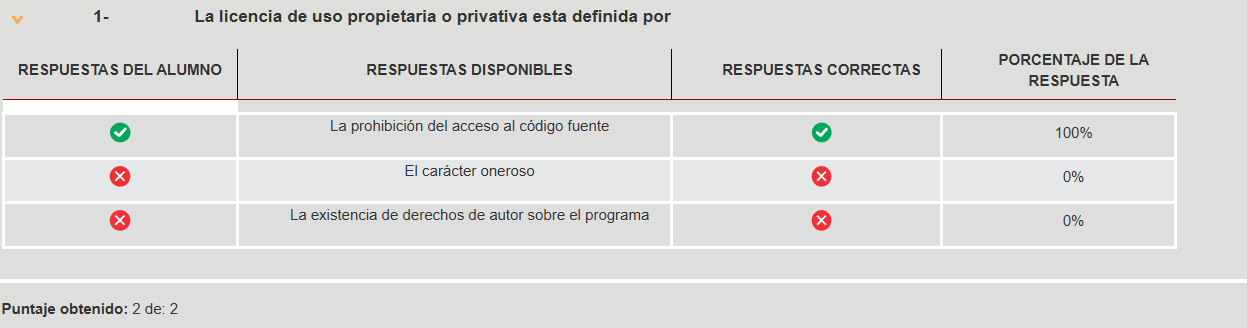 1- La licencia de uso propietaria o privativa esta definida por
RESPUESTAS DEL ALUMNO RESPUESTAS DISPONIBLES RESPUESTAS CORRECTAS PORCENTAJE DE LA RESPUESTA
La prohibición del acceso al código fuente 100%
El carácter oneroso 0%
La existencia de derechos de autor sobre el programa 0%
Puntaje obtenido: 2 de: 2